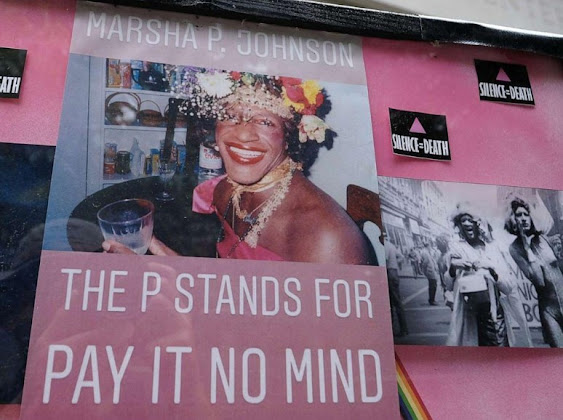 MARSHA P. JOHNSON
SILENCE=DEATH
SILENCE=DEATH
THE P STANDS FOR
PAY IT NO MIND